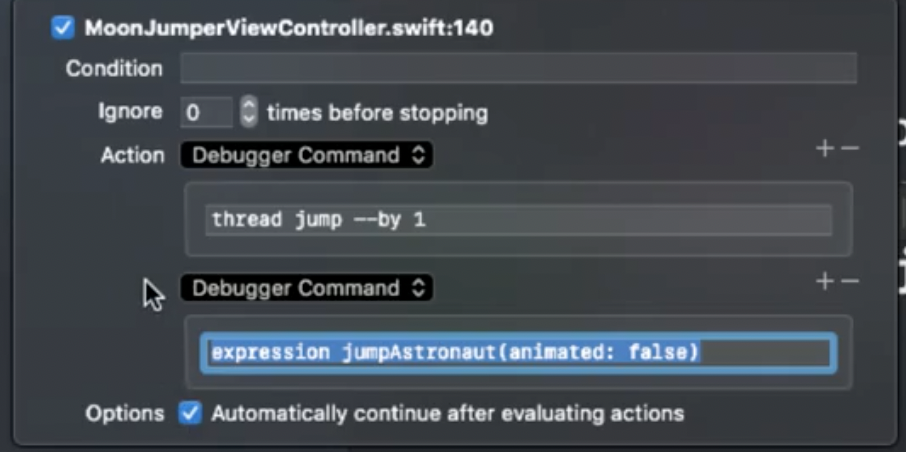 MoonJumperViewController.swift:140
Condition
Ignore 0 times before stopping
Action Debugger Command
thread jump --by 1
Debugger Command
expression jumpAstronaut(animated: false)
Options Automatically continue after evaluating actions